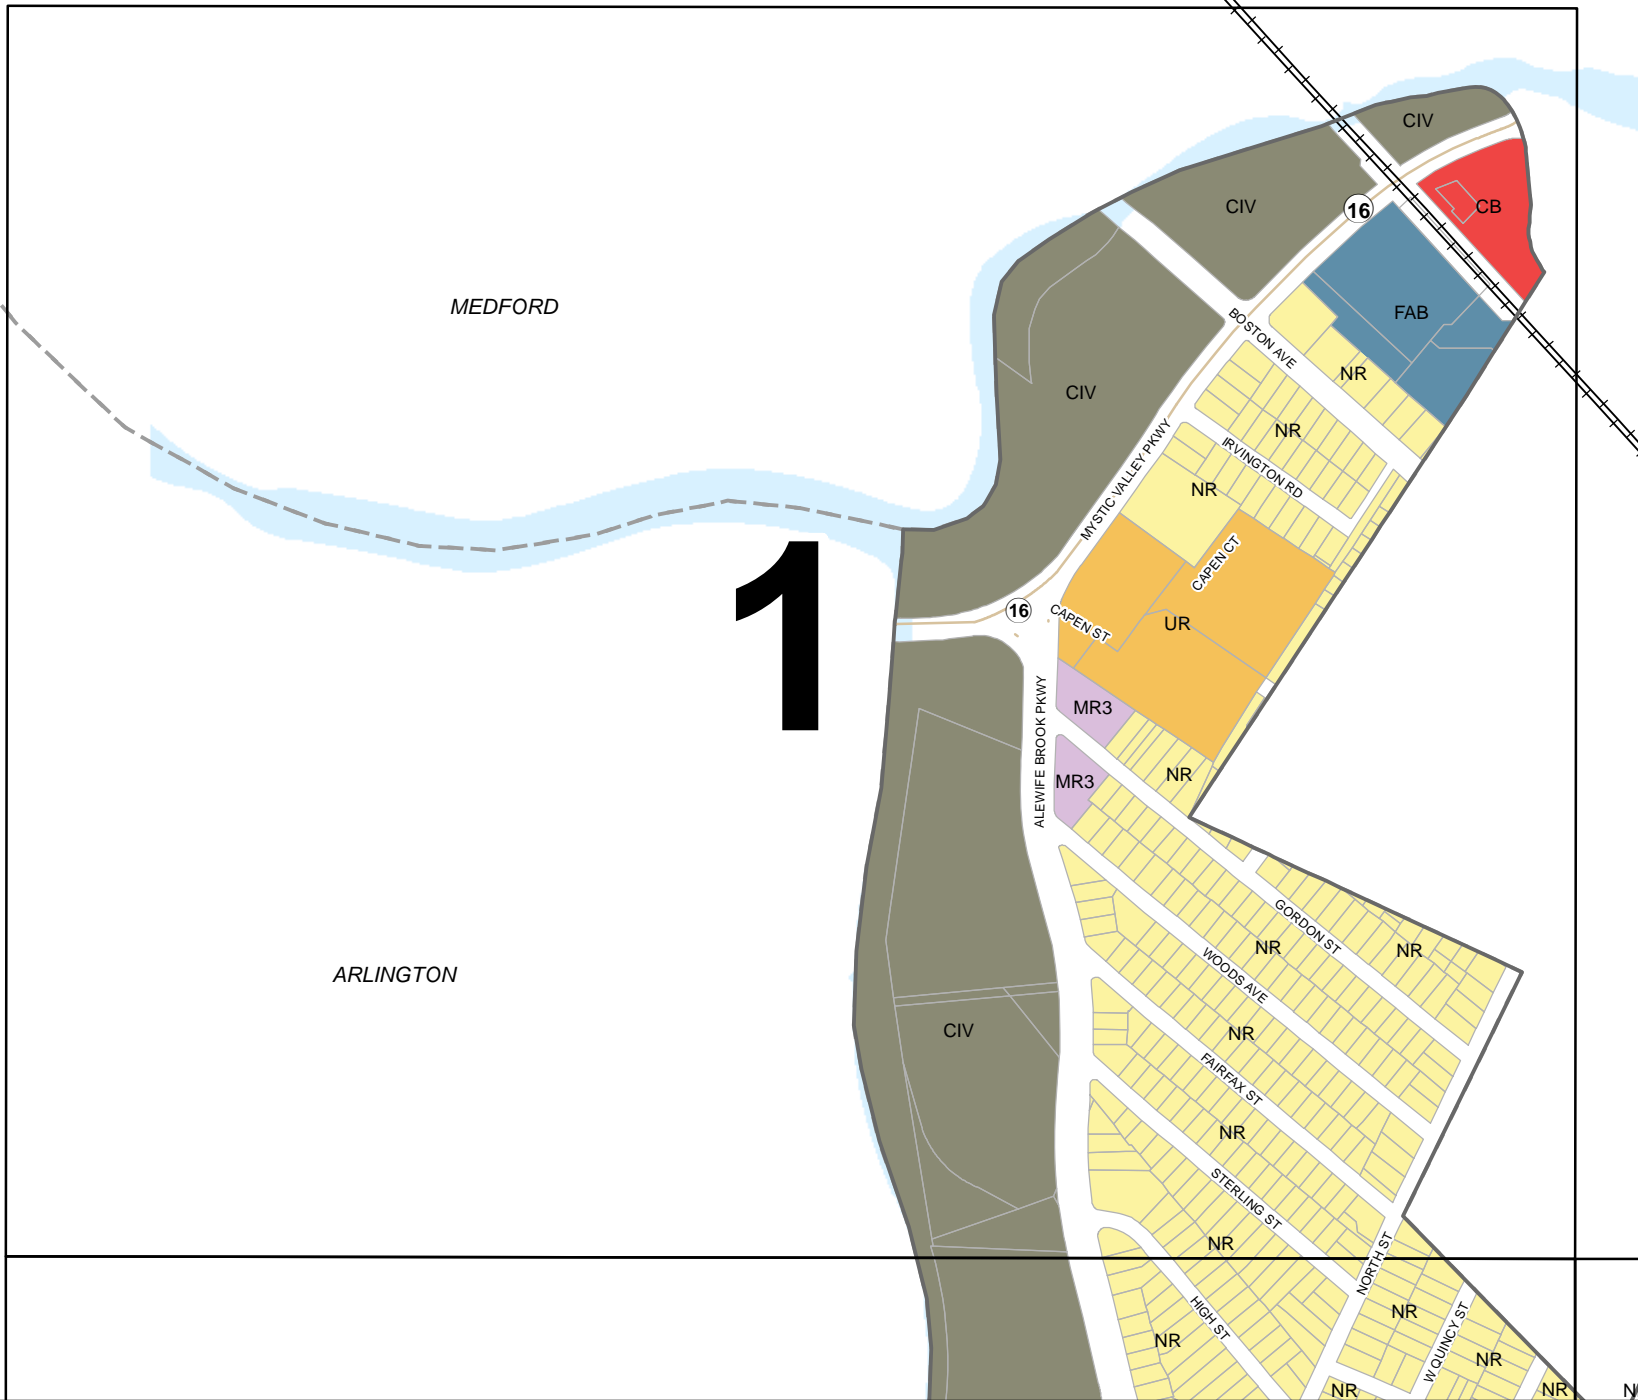 CIV
CIV
16
CB
MEDFORD
FAB
BOSTON AVE
NR
CIV
NR
IRVINGTON RD
MYSTIC VALLEY PKWY
NR
CAPEN CT
1
16
CAPEN ST
UR
ALEWIFE BROOK PKWY
MR3
NR
MR3
GORDON ST
NR
NR
WOODS AVE
ARLINGTON
CIV
NR
FAIRFAX ST
NR
STERLING ST
NR
NORTH ST
HIGH ST
NR
NR
W QUINCY ST
NR
NR
NR